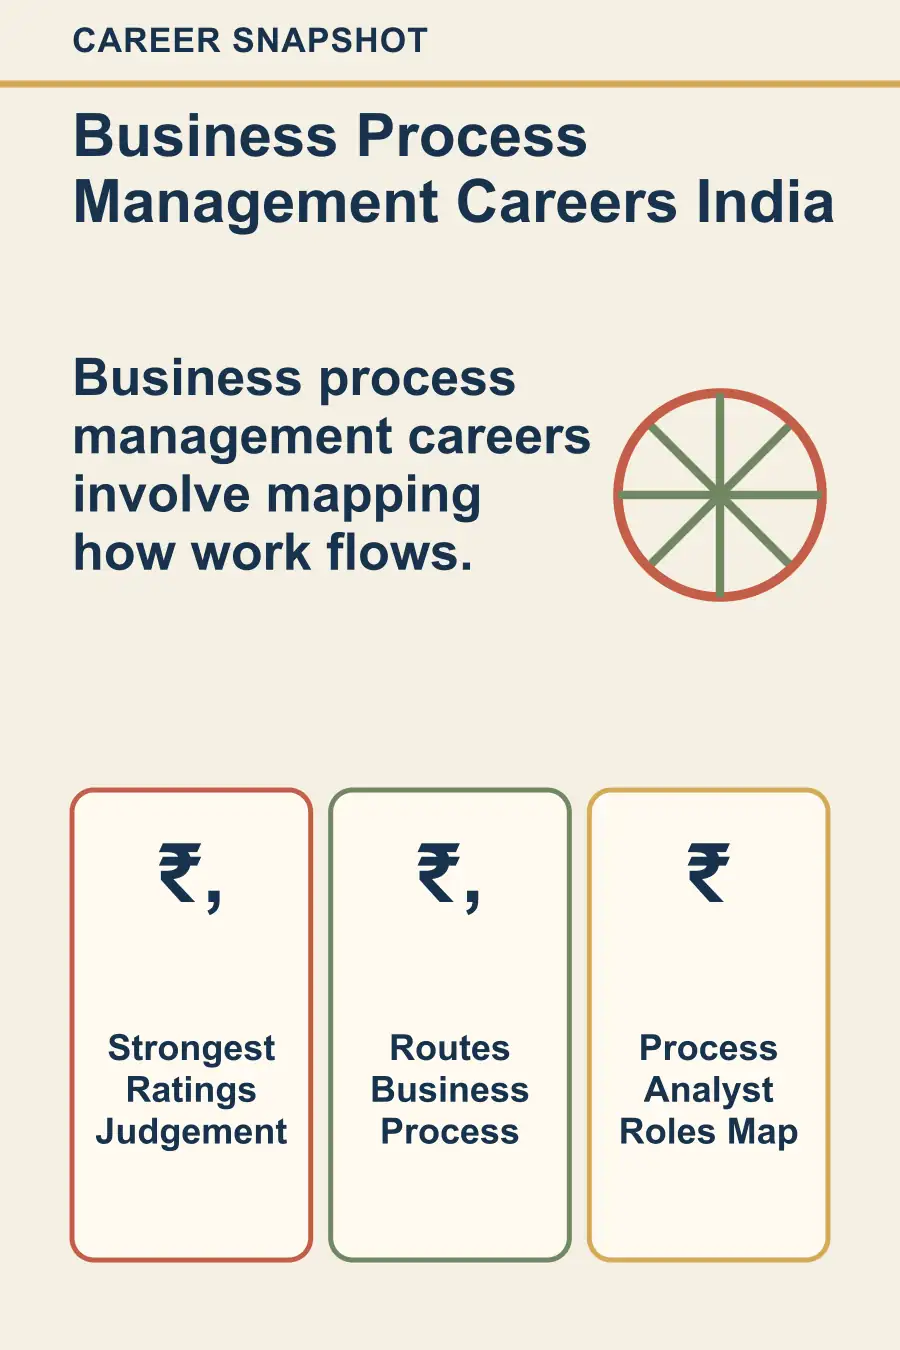 CAREER SNAPSHOT
Business Process
Management Careers India
Business process
management careers
involve mapping
how work flows.
₹,
Strongest
Ratings
Judgement
₹,
Routes
Business
Process
₹
Process
Analyst
Roles Map